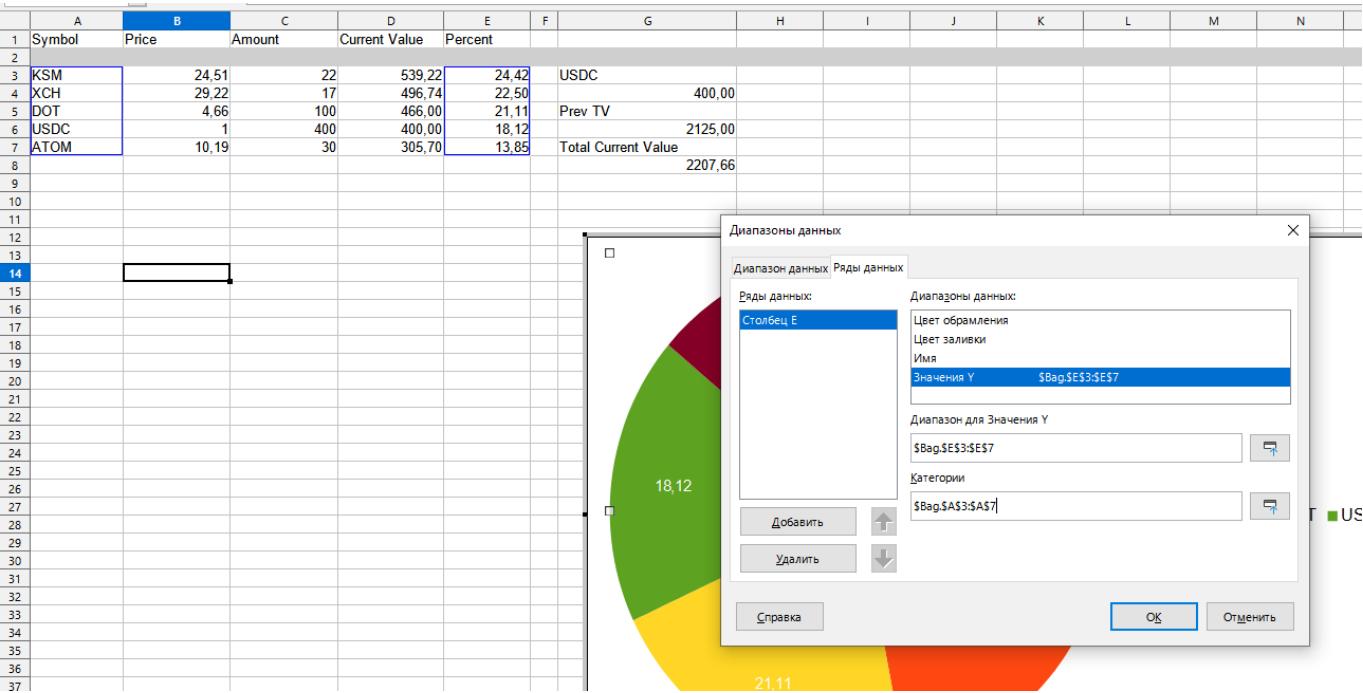 A B C D E F G H I J K L M N
1 Symbol Price Amount Current Value Percent
2
3 KSM 24,51 22 539,22 24,42 USDC
4 XCH 29,22 17 496,74 22,50 400,00
5 DOT 4,66 100 466,00 21,11 Prev TV
6 USDC 1 400 400,00 18,12 2125,00
7 ATOM 10,19 30 305,70 13,85 Total Current Value
8 2207,66
9
10
11
12
13
14
15
16
17
18
19
20
21
22
23
24
25
26
27
28
29
30
31
32
33
34
35
36
37
Диапазоны данных
Диапазон данных Ряды данных
Ряды данных: Диапазоны данных:
Столбец E Цвет обрамления
Цвет заливки
Имя
Значения Y $Bag.$E$3:$E$7
Диапазон для Значения Y
$Bag.$E$3:$E$7
Категории
$Bag.$A$3:$A$7
Добавить
Удалить
Справка OK Отменить
18,12
T US
21,11